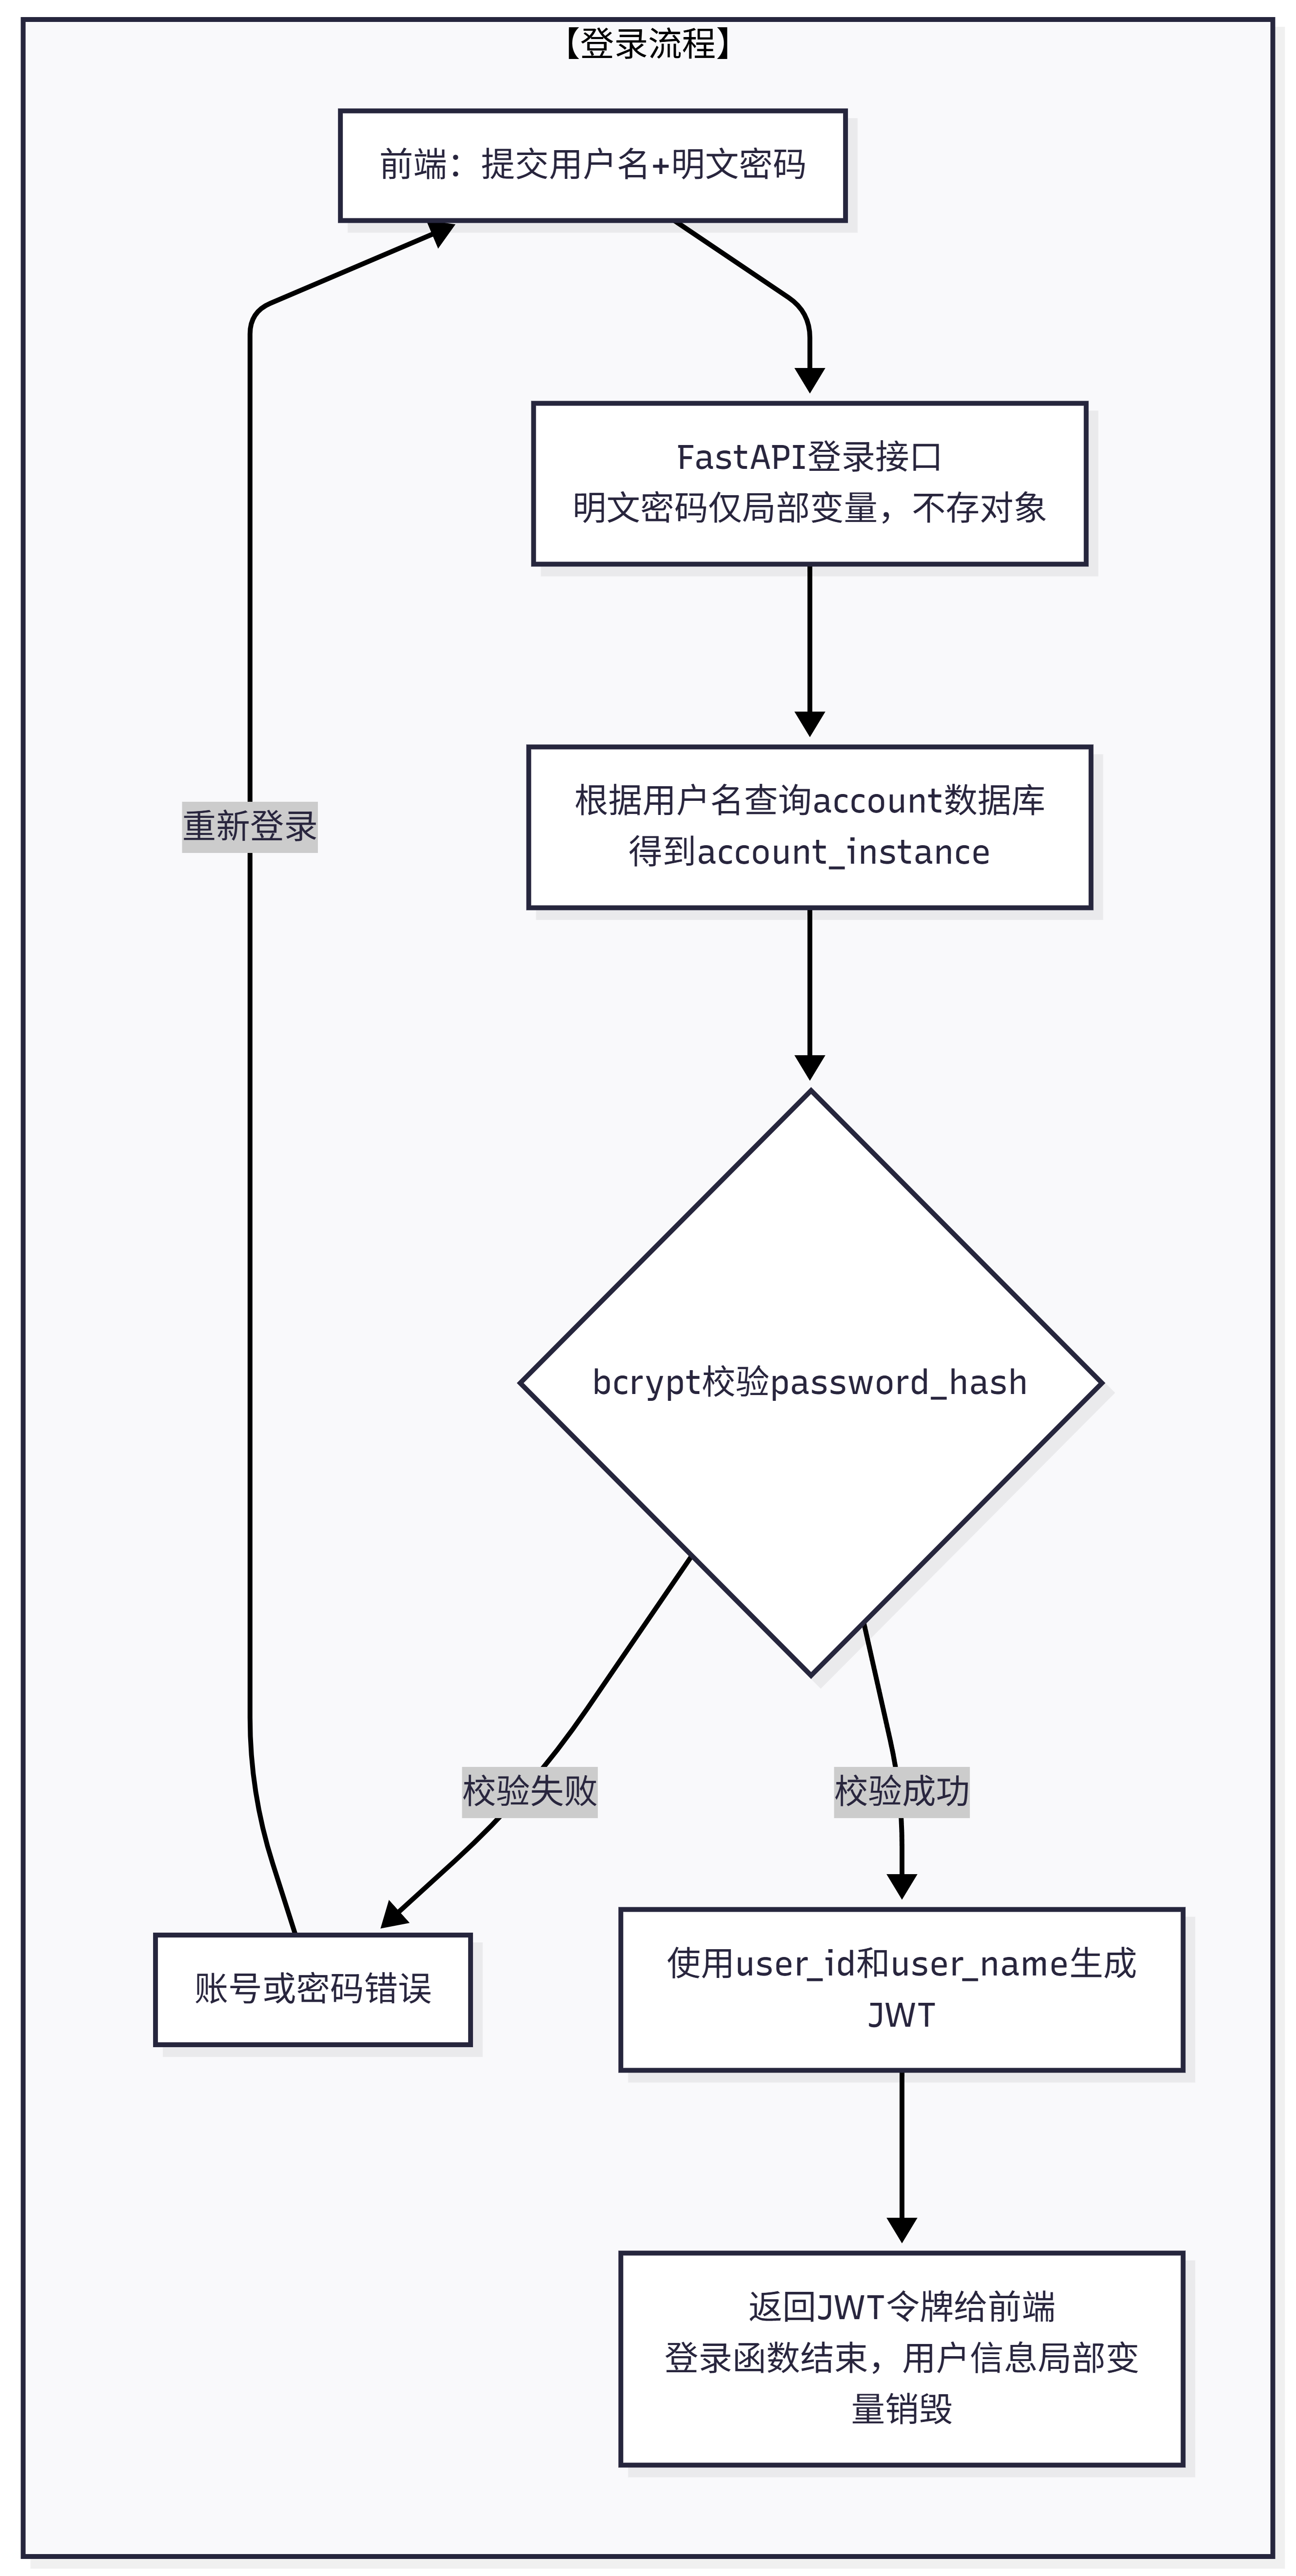 【登录流程】
前端：提交用户名+明文密码
FastAPI登录接口
明文密码仅局部变量，不存对象
根据用户名查询account数据库
得到account_instance
重新登录
bcrypt校验password_hash
校验失败
校验成功
账号或密码错误
使用user_id和user_name生成
JWT
返回JWT令牌给前端
登录函数结束，用户信息局部变
量销毁